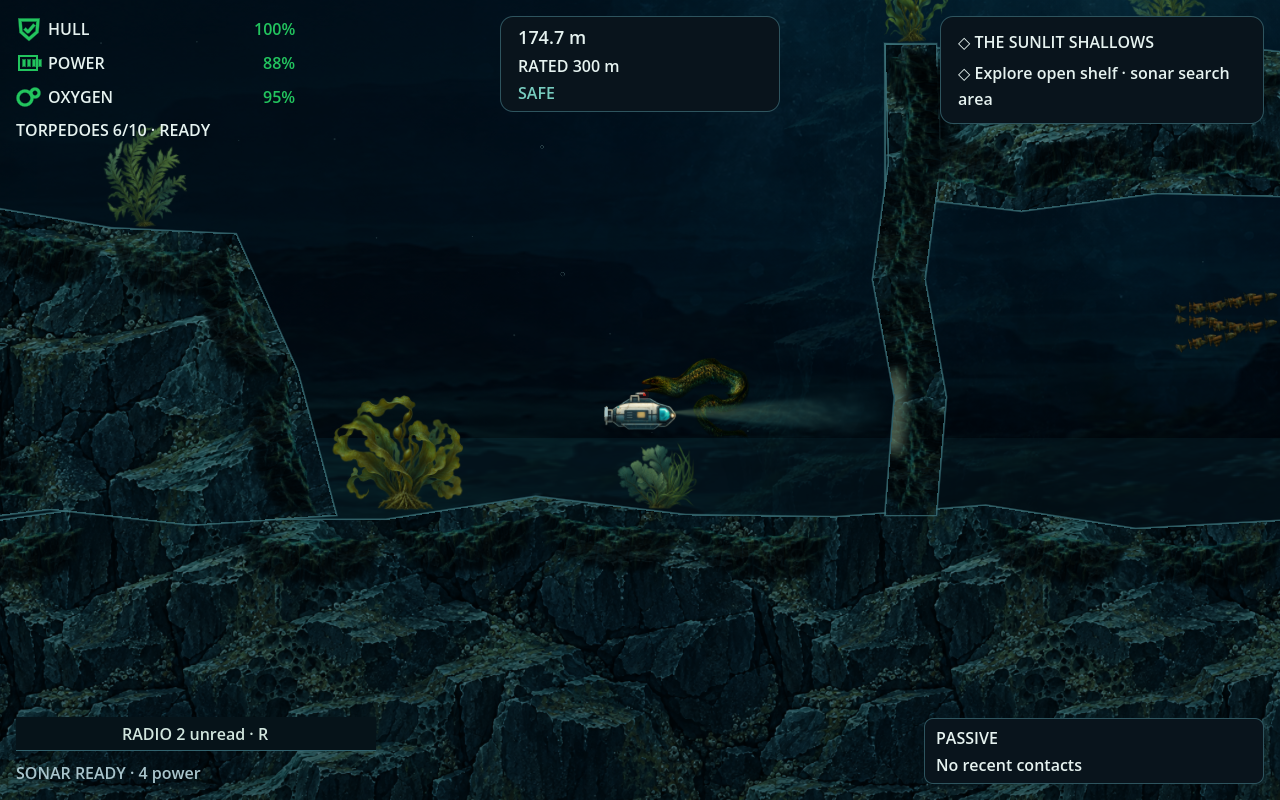 HULL 100%
POWER 88%
OXYGEN 95%
TORPEDOES 6/10 · READY
174.7 m
RATED 300 m
SAFE
◇ THE SUNLIT SHALLOWS
◇ Explore open shelf · sonar search
area
RADIO 2 unread · R
SONAR READY · 4 power
PASSIVE
No recent contacts